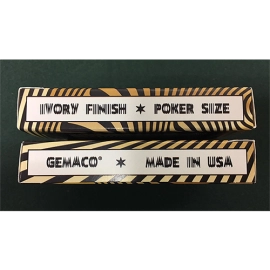 IVORY FINISH ✶ POKER SIZE
GEMACO® ✶ MADE IN USA